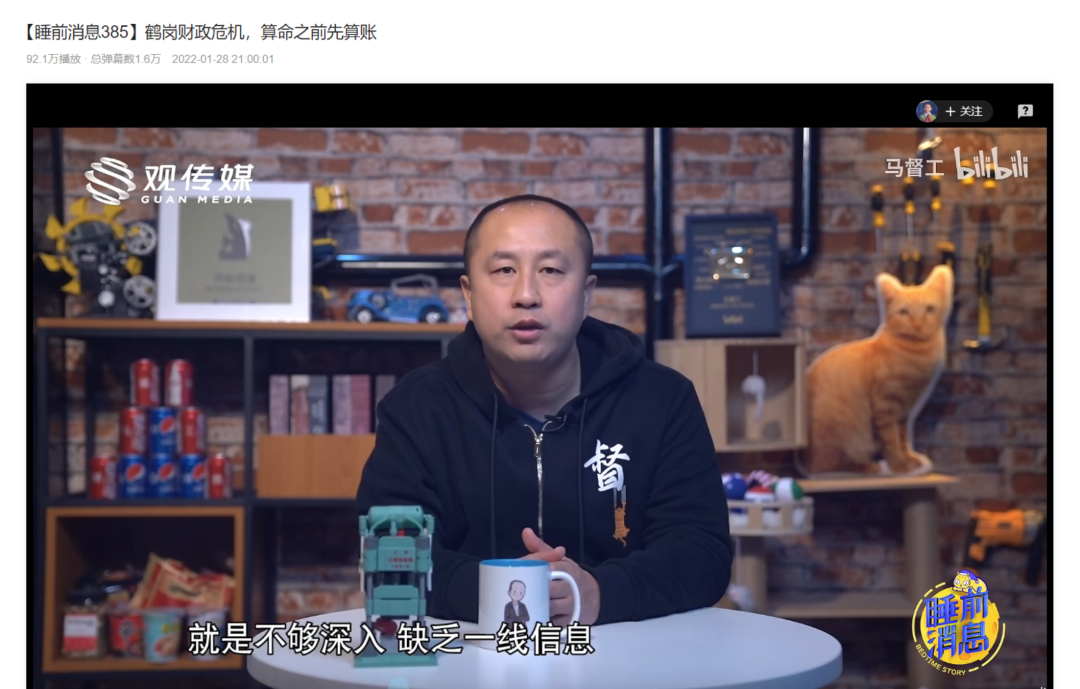 【睡前消息385】鹤岗财政危机，算命之前先算账
92.1万播放 · 总弹幕数1.6万 2022-01-28 21:00:01
+ 关注
?
观传媒
GUAN MEDIA
马督工 bilibili
督
就是不够深入 缺乏一线信息
睡前
消息
BEDTIME STORY